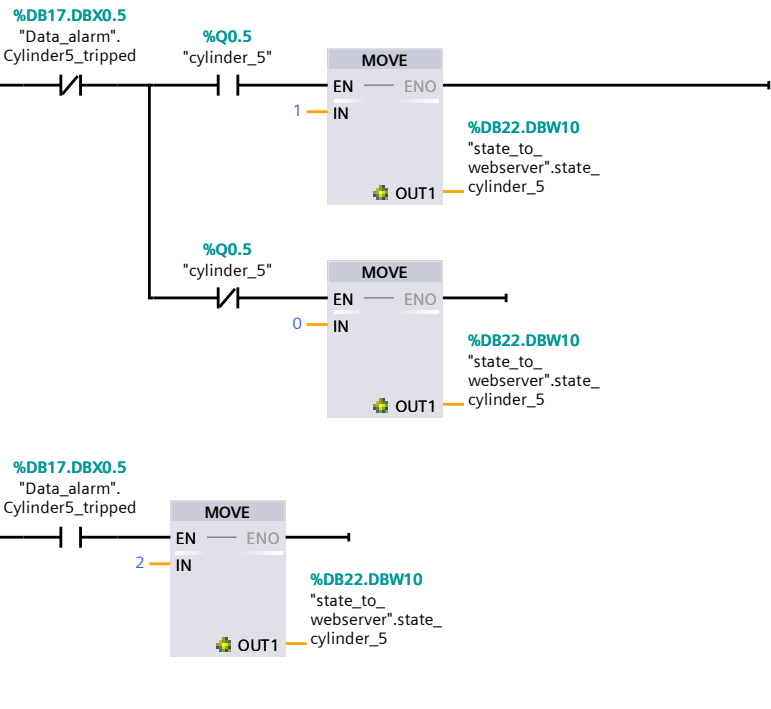 %DB17.DBX0.5
"Data_alarm".
Cylinder5_tripped
%Q0.5
"cylinder_5"
MOVE
EN
ENO
1
IN
%DB22.DBW10
"state_to_
webserver".state_
cylinder_5
OUT1
%Q0.5
"cylinder_5"
MOVE
EN
ENO
0
IN
%DB22.DBW10
"state_to_
webserver".state_
cylinder_5
OUT1
%DB17.DBX0.5
"Data_alarm".
Cylinder5_tripped
MOVE
EN
ENO
2
IN
%DB22.DBW10
"state_to_
webserver".state_
cylinder_5
OUT1